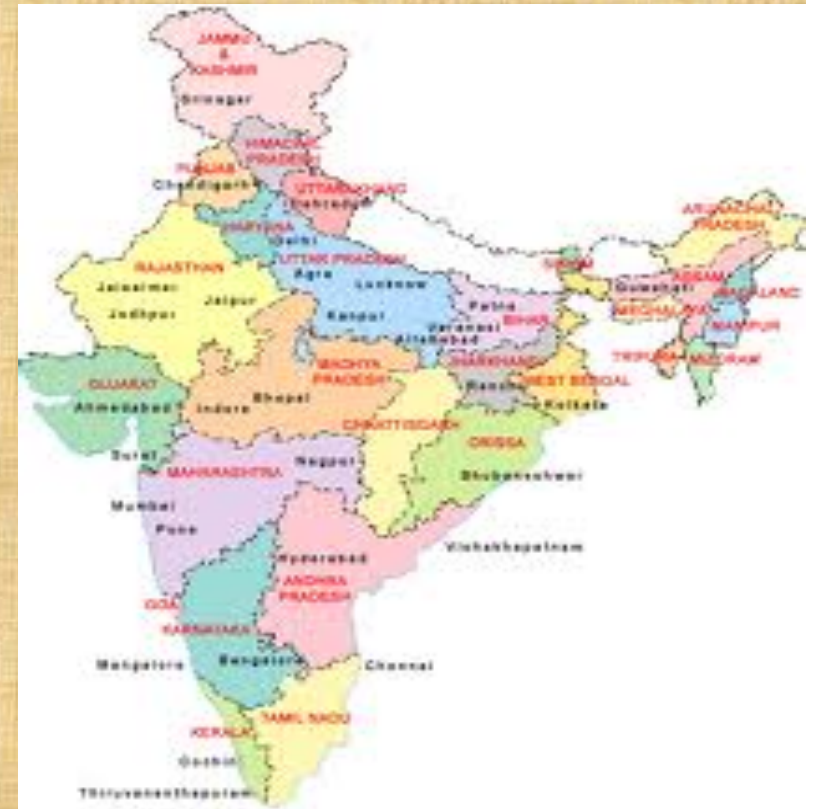 JAMMU
&
KASHMIR
Srinagar
HIMACHAL
PRADESH
PUNJAB
Chandigarh
UTTARAKHAND
Dehradun
ARUNACHAL
PRADESH
HARYANA
Delhi
UTTAR PRADESH
SIKKIM
RAJASTHAN
Agra
Lucknow
ASSAM
Jaisalmer
Jaipur
Guwahati
NAGALAND
Jodhpur
Kanpur
Patna
MEGHALAYA
Varanasi
BIHAR
MANIPUR
Allahabad
MADHYA
PRADESH
JHARKHAND
TRIPURA
MIZORAM
GUJARAT
Ranchi
WEST BENGAL
Ahmedabad
Indore
Bhopal
Kolkata
CHHATTISGARH
Surat
ORISSA
MAHARASHTRA
Nagpur
Bhubaneshwar
Mumbai
Pune
Vishakhapatnam
Hyderabad
ANDHRA
PRADESH
GOA
KARNATAKA
Mangalore
Bangalore
Chennai
TAMIL NADU
KERALA
Cochin
Thiruvananthapuram